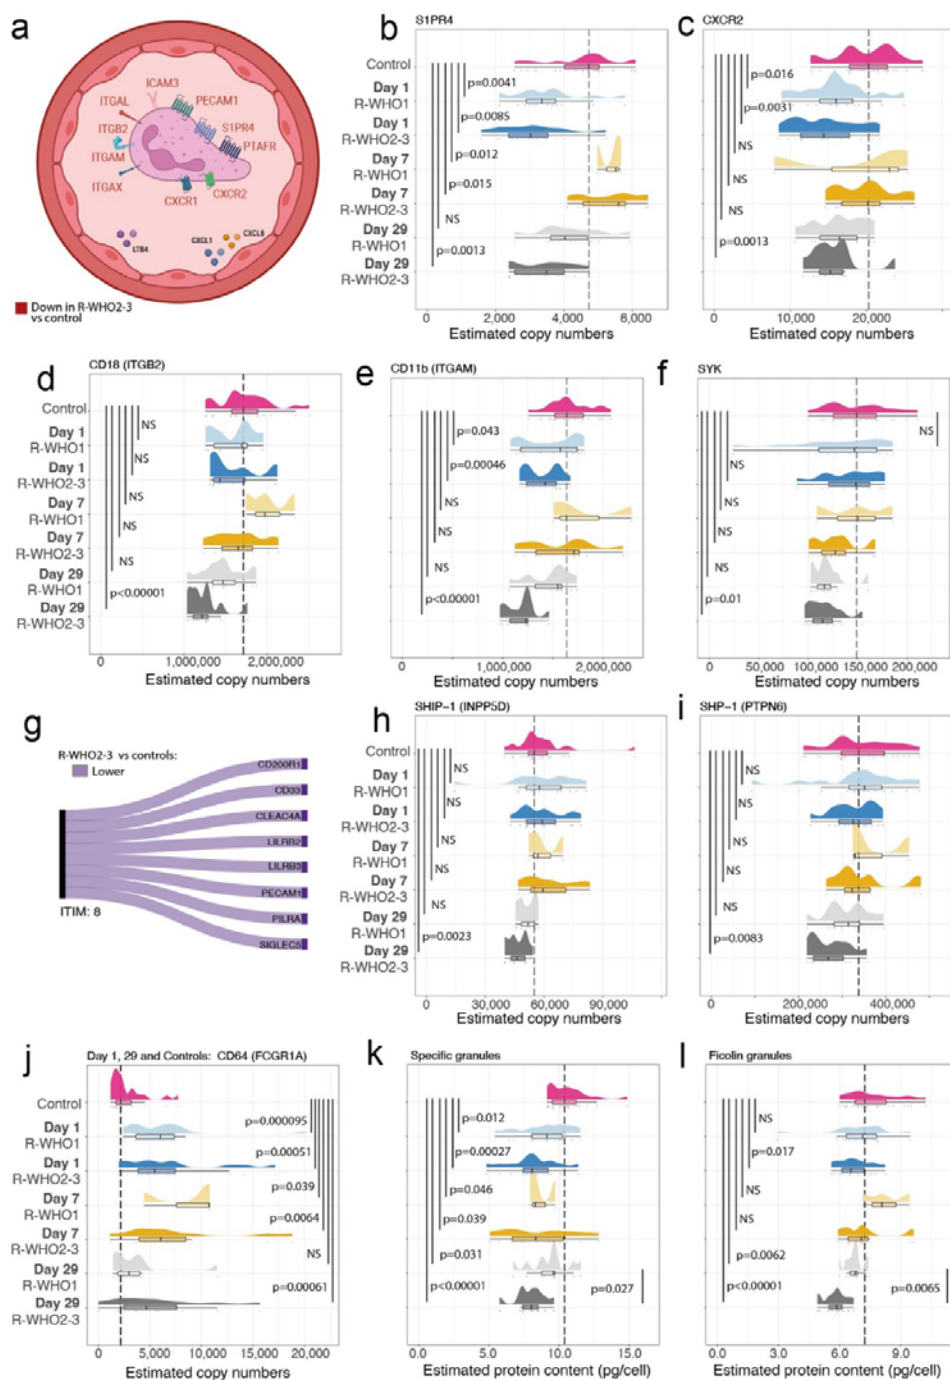 a
ICAM3
ITGAL
PECAM1
ITGB2
S1PR4
ITGAM
PTAFR
ITGAX
CXCR1
CXCR2
LTB4
CXCL1
CXCL8
Down in R-WHO2-3
vs control
b
S1PR4
Control
Day 1
R-WHO1
Day 1
R-WHO2-3
Day 7
R-WHO1
Day 7
R-WHO2-3
Day 29
R-WHO1
Day 29
R-WHO2-3
p=0.0041
p=0.0085
p=0.012
p=0.015
NS
p=0.0013
0
2,000
4,000
6,000
Estimated copy numbers
c
CXCR2
p=0.016
p=0.0031
NS
NS
NS
p=0.0013
10,000
20,000
Estimated copy numbers
d
CD18 (ITGB2)
Control
Day 1
R-WHO1
Day 1
R-WHO2-3
Day 7
R-WHO1
Day 7
R-WHO2-3
Day 29
R-WHO1
Day 29
R-WHO2-3
NS
NS
NS
NS
NS
p<0.00001
0
1,000,000
2,000,000
Estimated copy numbers
e
CD11b (ITGAM)
p=0.043
p=0.00046
NS
NS
NS
p<0.00001
0
1,000,000
2,000,000
Estimated copy numbers
f
SYK
NS
NS
NS
NS
NS
p=0.01
0
50,000
100,000
150,000
200,000
Estimated copy numbers
g
R-WHO2-3 vs controls:
Lower
CD200R1
CD33
CLEAC4A
LILRB2
LILRB3
PECAM1
PILRA
SIGLEC5
ITIM: 8
h
SHIP-1 (INPP5D)
Control
Day 1
R-WHO1
Day 1
R-WHO2-3
Day 7
R-WHO1
Day 7
R-WHO2-3
Day 29
R-WHO1
Day 29
R-WHO2-3
NS
NS
NS
NS
NS
p=0.0023
0
30,000
60,000
90,000
Estimated copy numbers
i
SHP-1 (PTPN6)
NS
NS
NS
NS
NS
p=0.0083
0
200,000
400,000
Estimated copy numbers
j
Day 1, 29 and Controls: CD64 (FCGR1A)
Control
Day 1
R-WHO1
Day 1
R-WHO2-3
Day 7
R-WHO1
Day 7
R-WHO2-3
Day 29
R-WHO1
Day 29
R-WHO2-3
p=0.000095
p=0.00051
p=0.039
p=0.0064
NS
p=0.00061
0
5,000
10,000
15,000
20,000
Estimated copy numbers
k
Specific granules
p=0.012
p=0.00027
p=0.046
p=0.039
p=0.031
p<0.00001
p=0.027
0.0
5.0
10.0
15.0
Estimated protein content (pg/cell)
l
Ficolin granules
NS
p=0.017
NS
NS
p=0.0062
p<0.00001
p=0.0065
0.0
3.0
6.0
9.0
Estimated protein content (pg/cell)